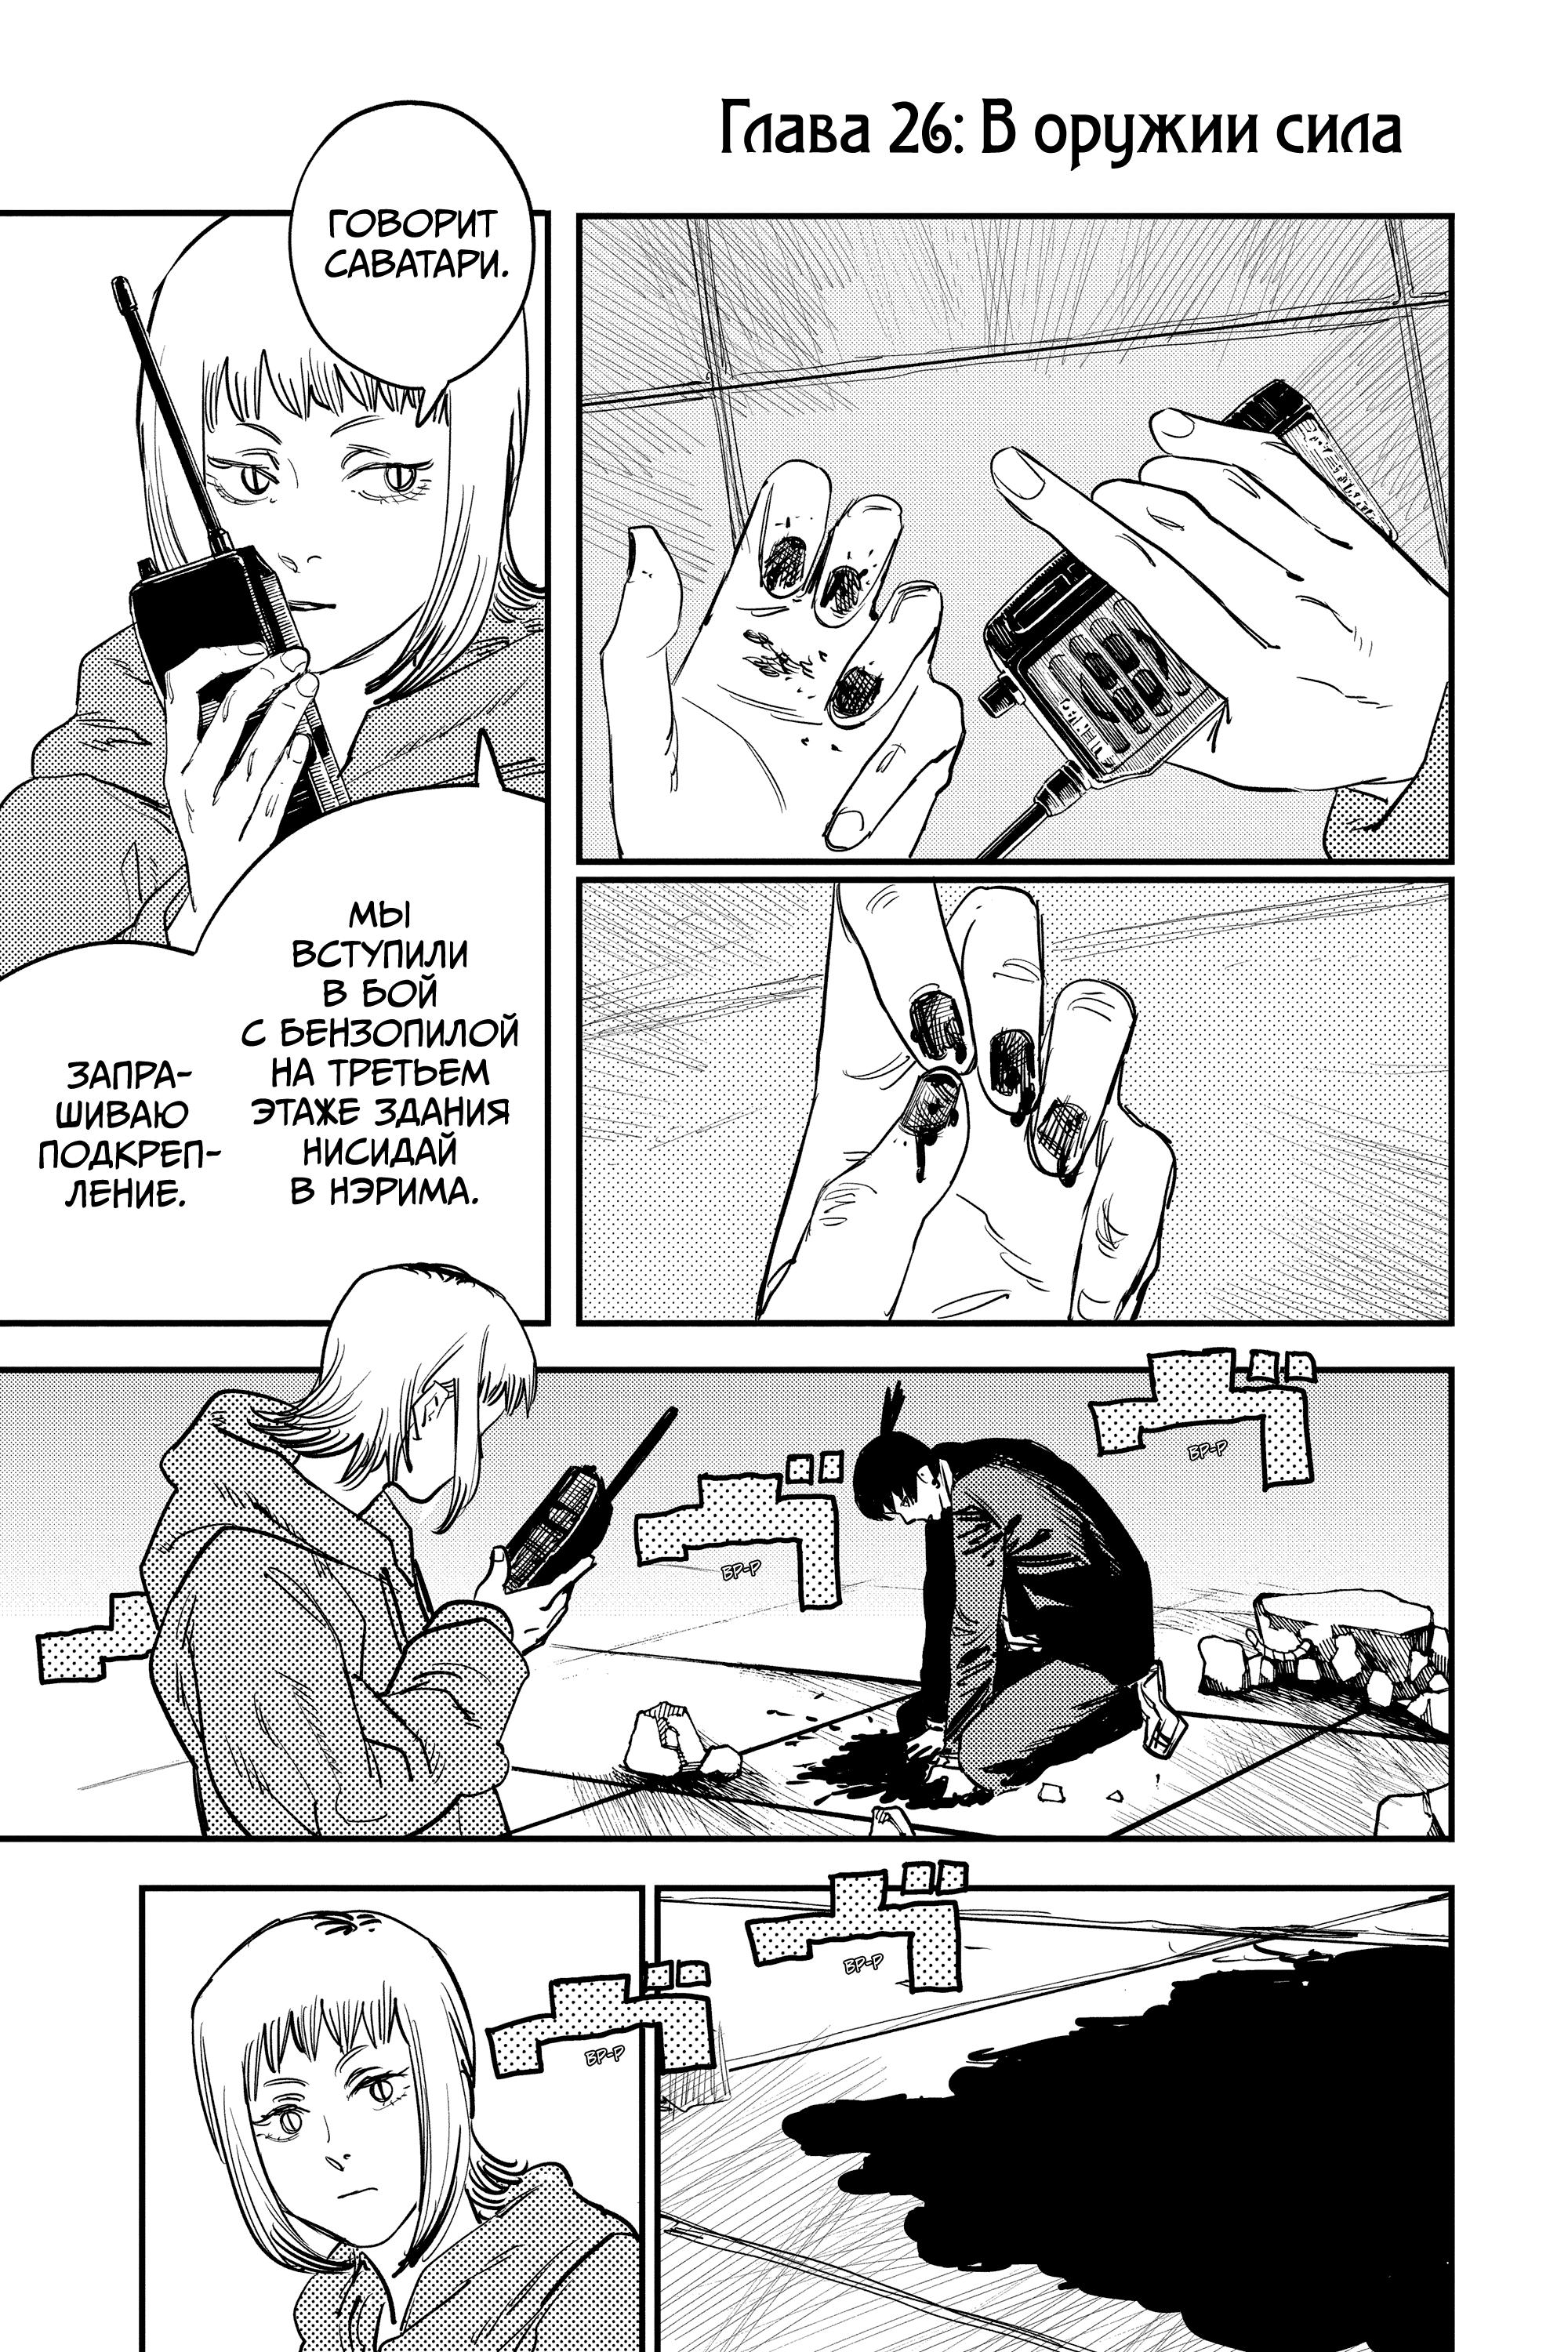 Глава 26: В оружии сила
ГОВОРИТ
САВАТАРИ.
МЫ
ВСТУПИЛИ
В БОЙ
С БЕНЗОПИЛОЙ
НА ТРЕТЬЕМ
ЭТАЖЕ ЗДАНИЯ
НИСИДАЙ
В НЭРИМА.
ЗАПРА-
ШИВАЮ
ПОДКРЕП-
ЛЕНИЕ.
ВР-Р
ВР-Р
ВР-Р
ВР-Р